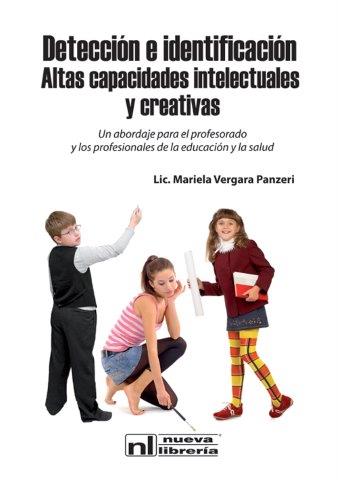 Detección e identificación
Altas capacidades intelectuales
y creativas
Un abordaje para el profesorado
y los profesionales de la educación y la salud
Lic. Mariela Vergara Panzeri
nl nueva
librería